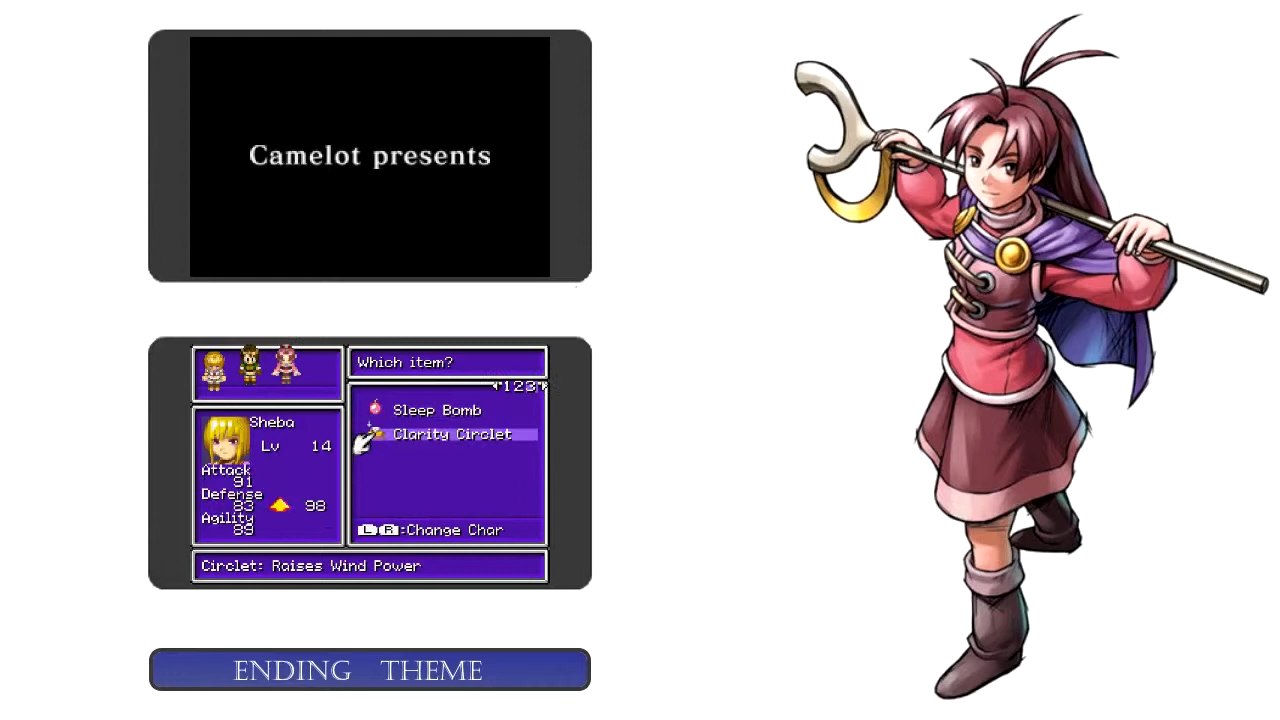 Camelot presents
Which item?
123
Sleep Bomb
Clarity Circlet
Sheba
Lv 14
Attack
91
Defense
83 98
Agility
89
L R :Change Char
Circlet: Raises Wind Power
ENDING THEME